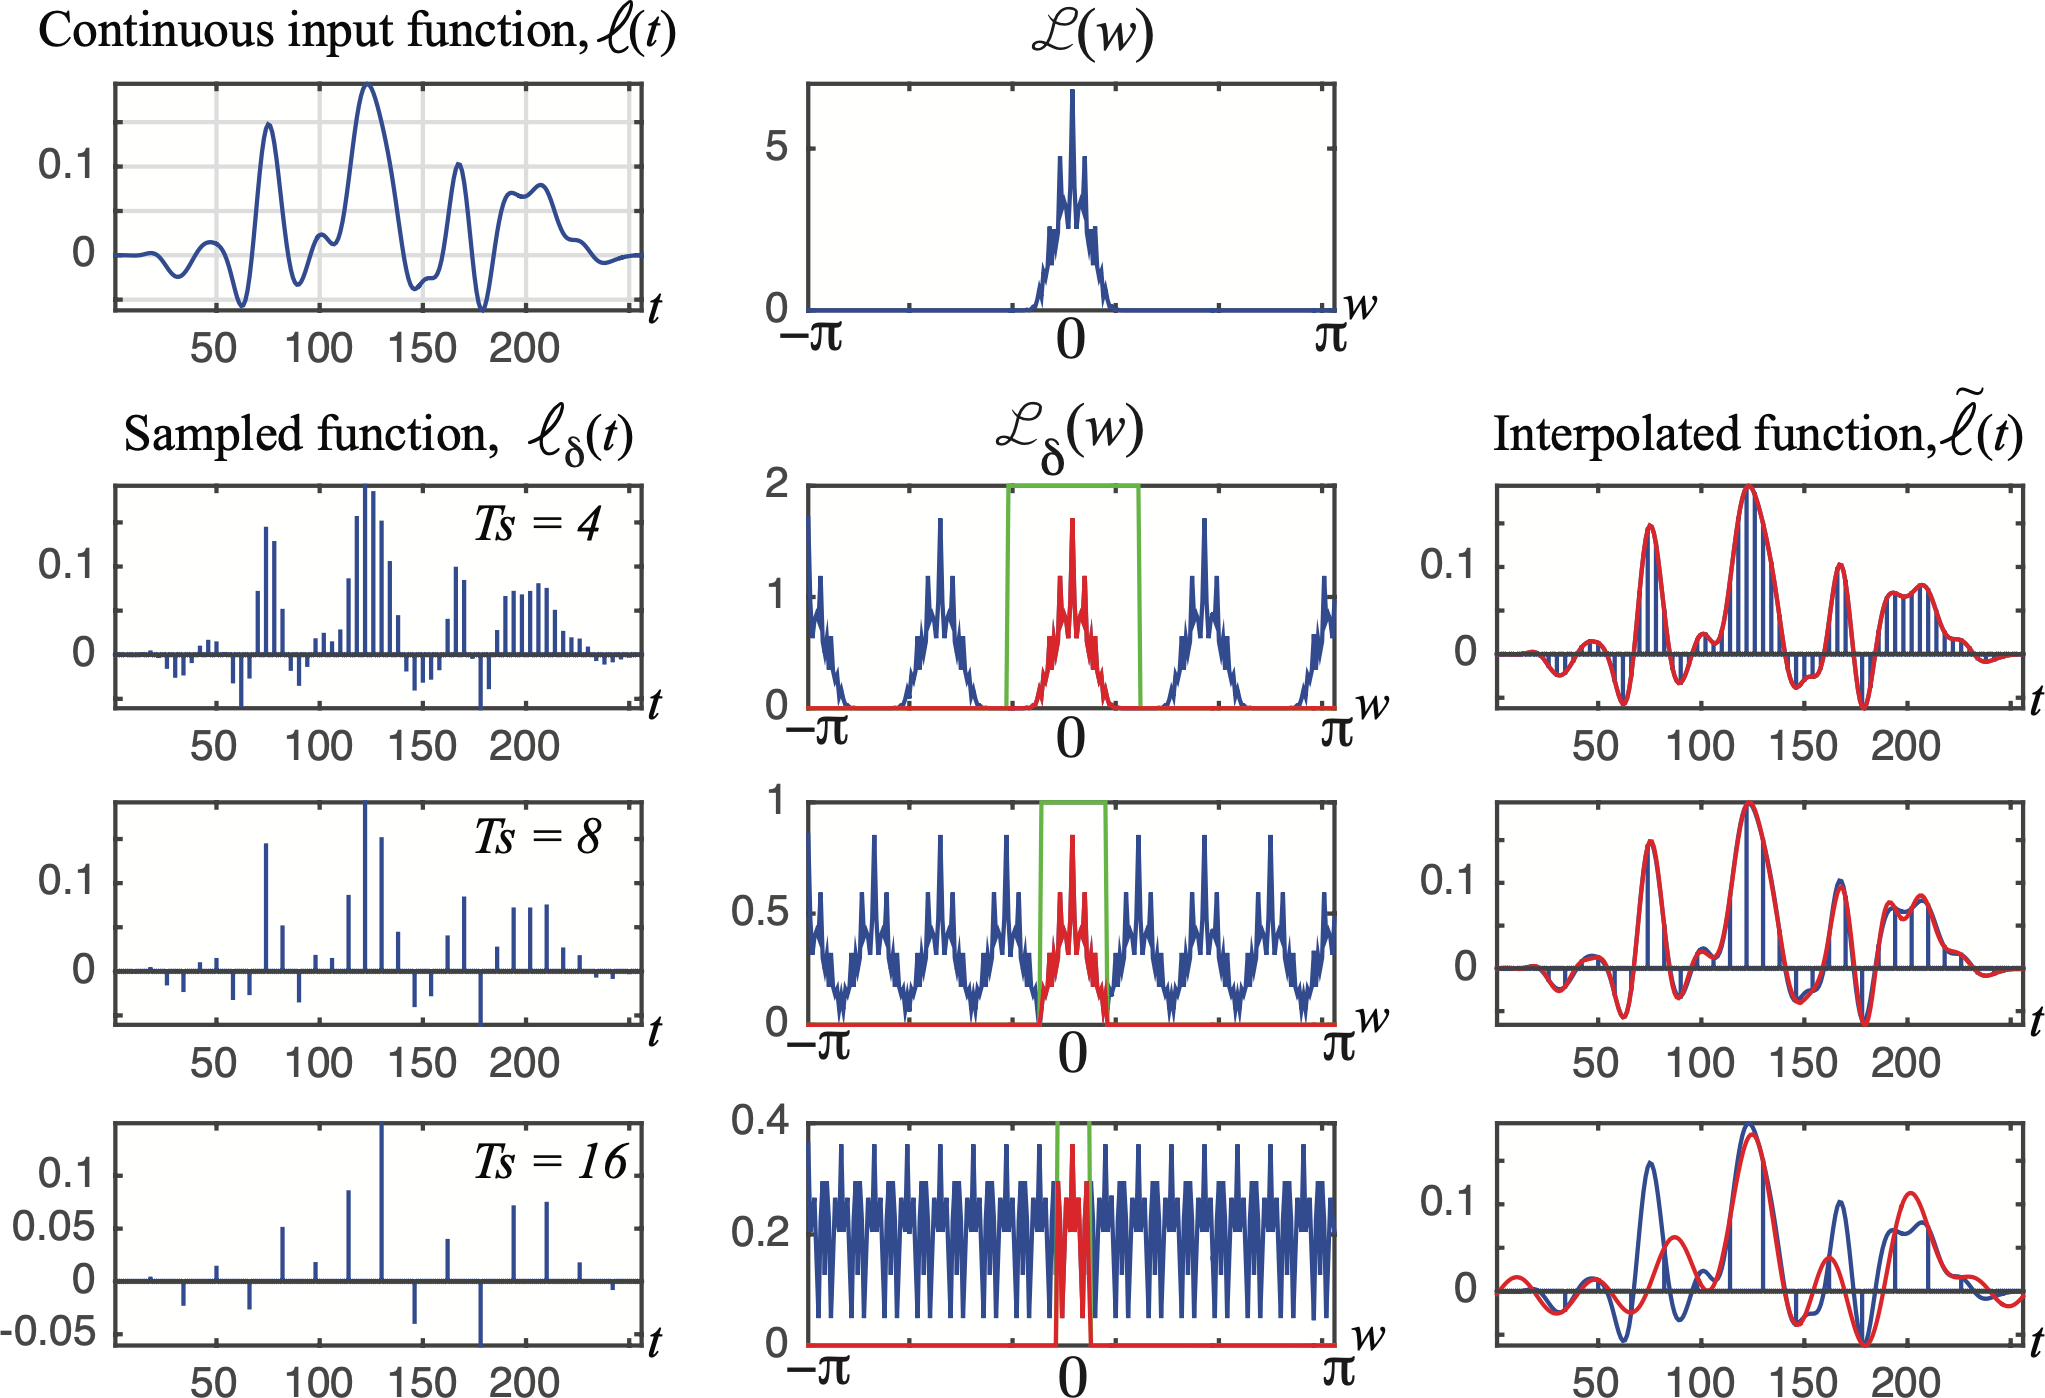 Continuous input function, ℓ(t)
ℒ(w)
0.1
0
50 100 150 200
t
5
0
−π 0 π
w
Sampled function, ℓδ(t)
ℒδ(w)
Interpolated function, ℓ̃(t)
Ts = 4
0.1
0
50 100 150 200
t
2
1
0
−π 0 π
w
0.1
0
50 100 150 200
t
Ts = 8
0.1
0
50 100 150 200
t
1
0.5
0
−π 0 π
w
0.1
0
50 100 150 200
t
Ts = 16
0.1
0.05
0
-0.05
50 100 150 200
t
0.4
0.2
0
−π 0 π
w
0.1
0
50 100 150 200
t